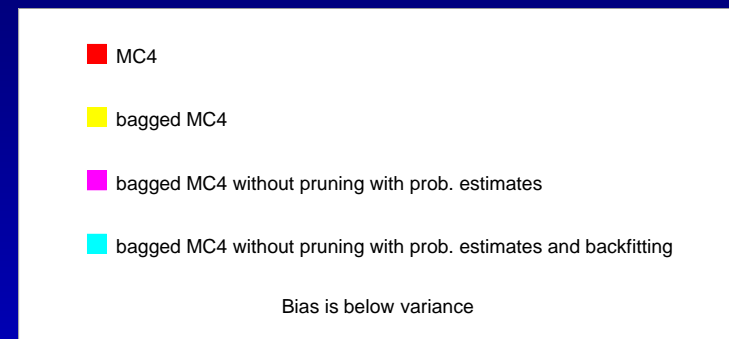 MC4
bagged MC4
bagged MC4 without pruning with prob. estimates
bagged MC4 without pruning with prob. estimates and backfitting
Bias is below variance